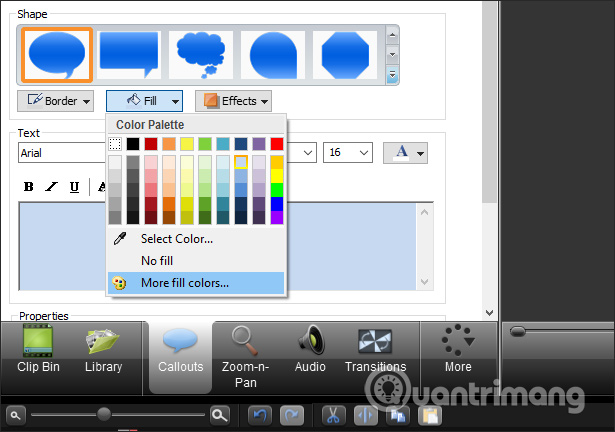 Shape
Border Fill Effects
Color Palette
Text
Arial
16
A
B I U A
Select Color...
No fill
More fill colors...
Properties
Clip Bin Library Callouts Zoom-n-Pan Audio Transitions More
Quantrimang